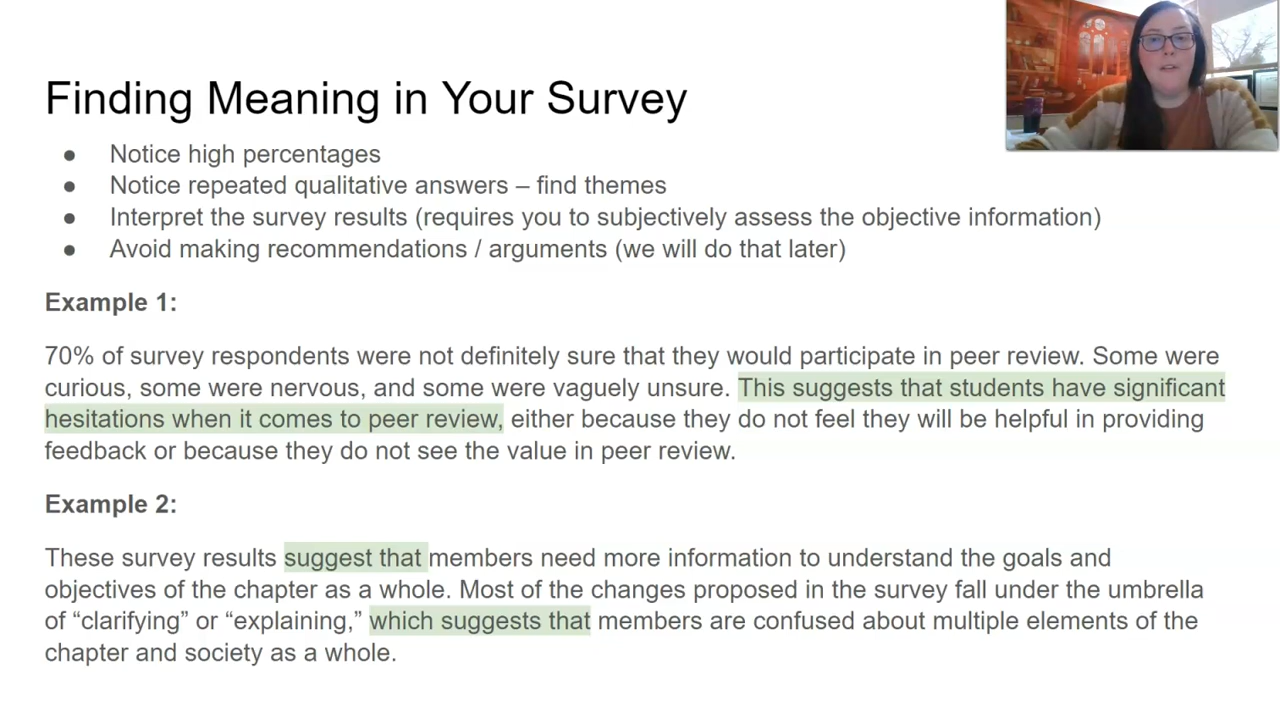 Finding Meaning in Your Survey
● Notice high percentages
● Notice repeated qualitative answers – find themes
● Interpret the survey results (requires you to subjectively assess the objective information)
● Avoid making recommendations / arguments (we will do that later)
Example 1:
70% of survey respondents were not definitely sure that they would participate in peer review. Some were
curious, some were nervous, and some were vaguely unsure. This suggests that students have significant
hesitations when it comes to peer review, either because they do not feel they will be helpful in providing
feedback or because they do not see the value in peer review.
Example 2:
These survey results suggest that members need more information to understand the goals and
objectives of the chapter as a whole. Most of the changes proposed in the survey fall under the umbrella
of “clarifying” or “explaining,” which suggests that members are confused about multiple elements of the
chapter and society as a whole.